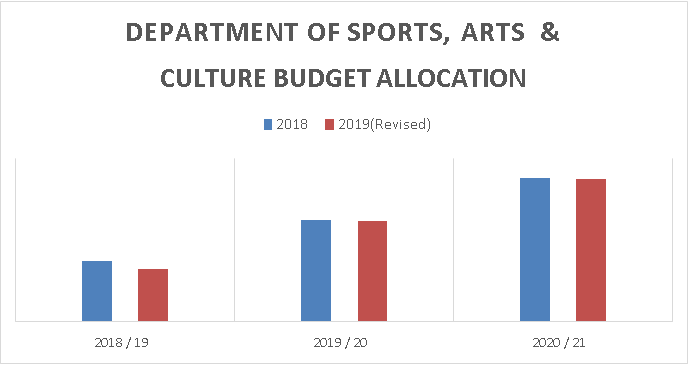 DEPARTMENT OF SPORTS, ARTS &
CULTURE BUDGET ALLOCATION
2018 2019(Revised)
2018 / 19 2019 / 20 2020 / 21